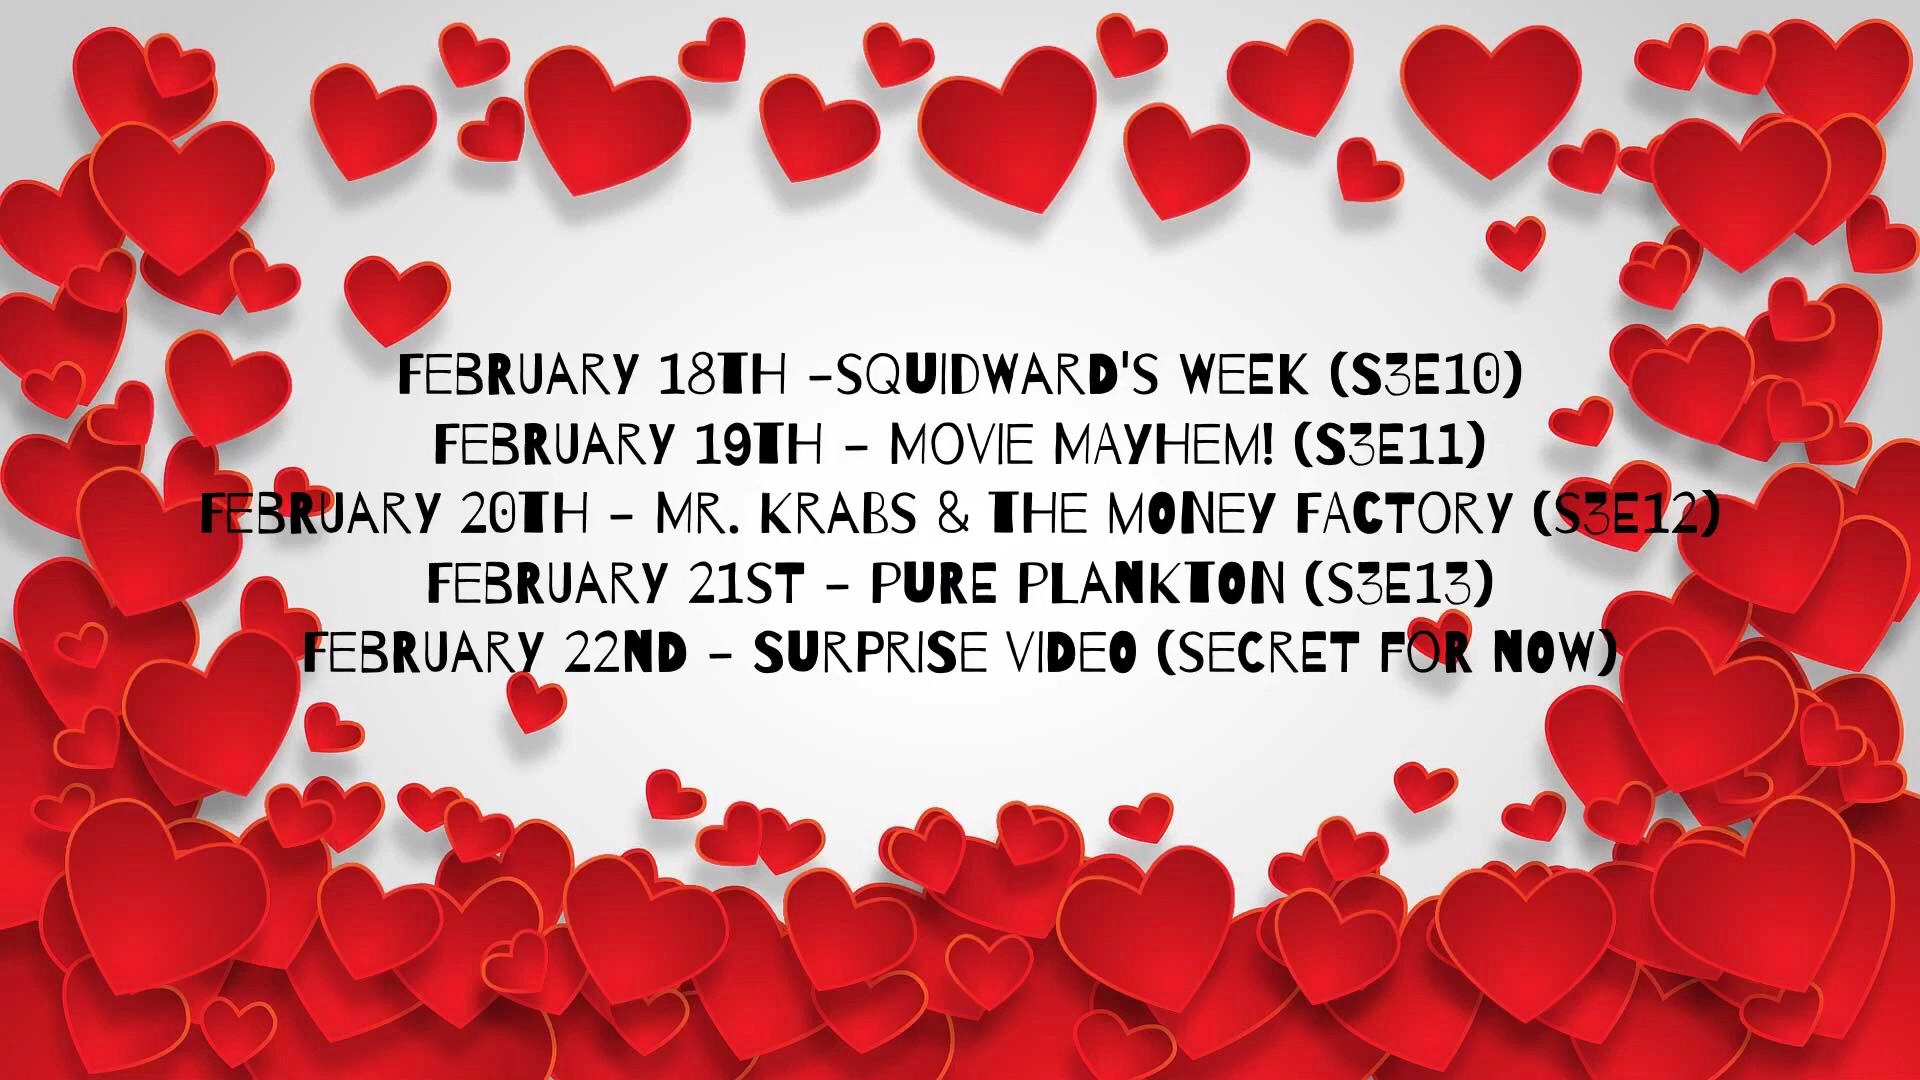 FEBRUARY 18TH -SQUIDWARD'S WEEK (S3E10)
FEBRUARY 19TH - MOVIE MAYHEM! (S3E11)
FEBRUARY 20TH - MR. KRABS & THE MONEY FACTORY (S3E12)
FEBRUARY 21ST - PURE PLANKTON (S3E13)
FEBRUARY 22ND - SURPRISE VIDEO (SECRET FOR NOW)